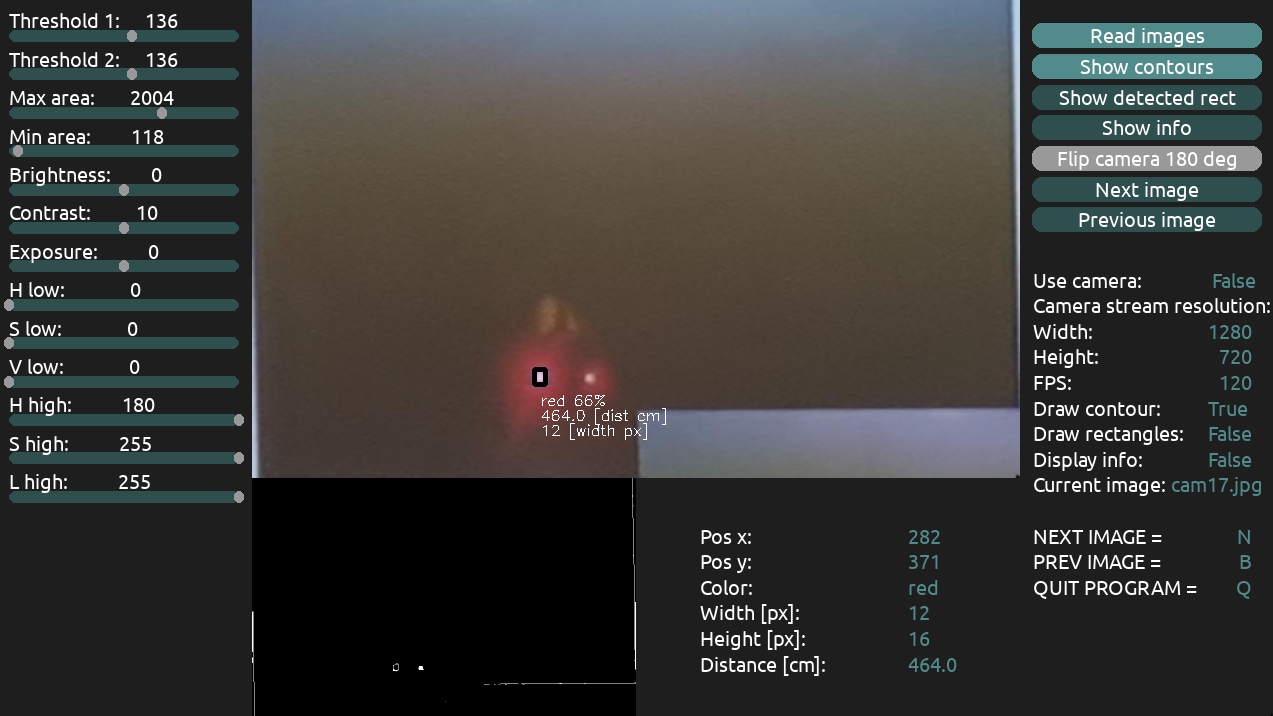 Threshold 1: 136
Threshold 2: 136
Max area: 2004
Min area: 118
Brightness: 0
Contrast: 10
Exposure: 0
H low: 0
S low: 0
V low: 0
H high: 180
S high: 255
L high: 255
red 66%
464.0 [dist cm]
12 [width px]
Pos x: 282
Pos y: 371
Color: red
Width [px]: 12
Height [px]: 16
Distance [cm]: 464.0
Read images
Show contours
Show detected rect
Show info
Flip camera 180 deg
Next image
Previous image
Use camera: False
Camera stream resolution:
Width: 1280
Height: 720
FPS: 120
Draw contour: True
Draw rectangles: False
Display info: False
Current image: cam17.jpg
NEXT IMAGE = N
PREV IMAGE = B
QUIT PROGRAM = Q